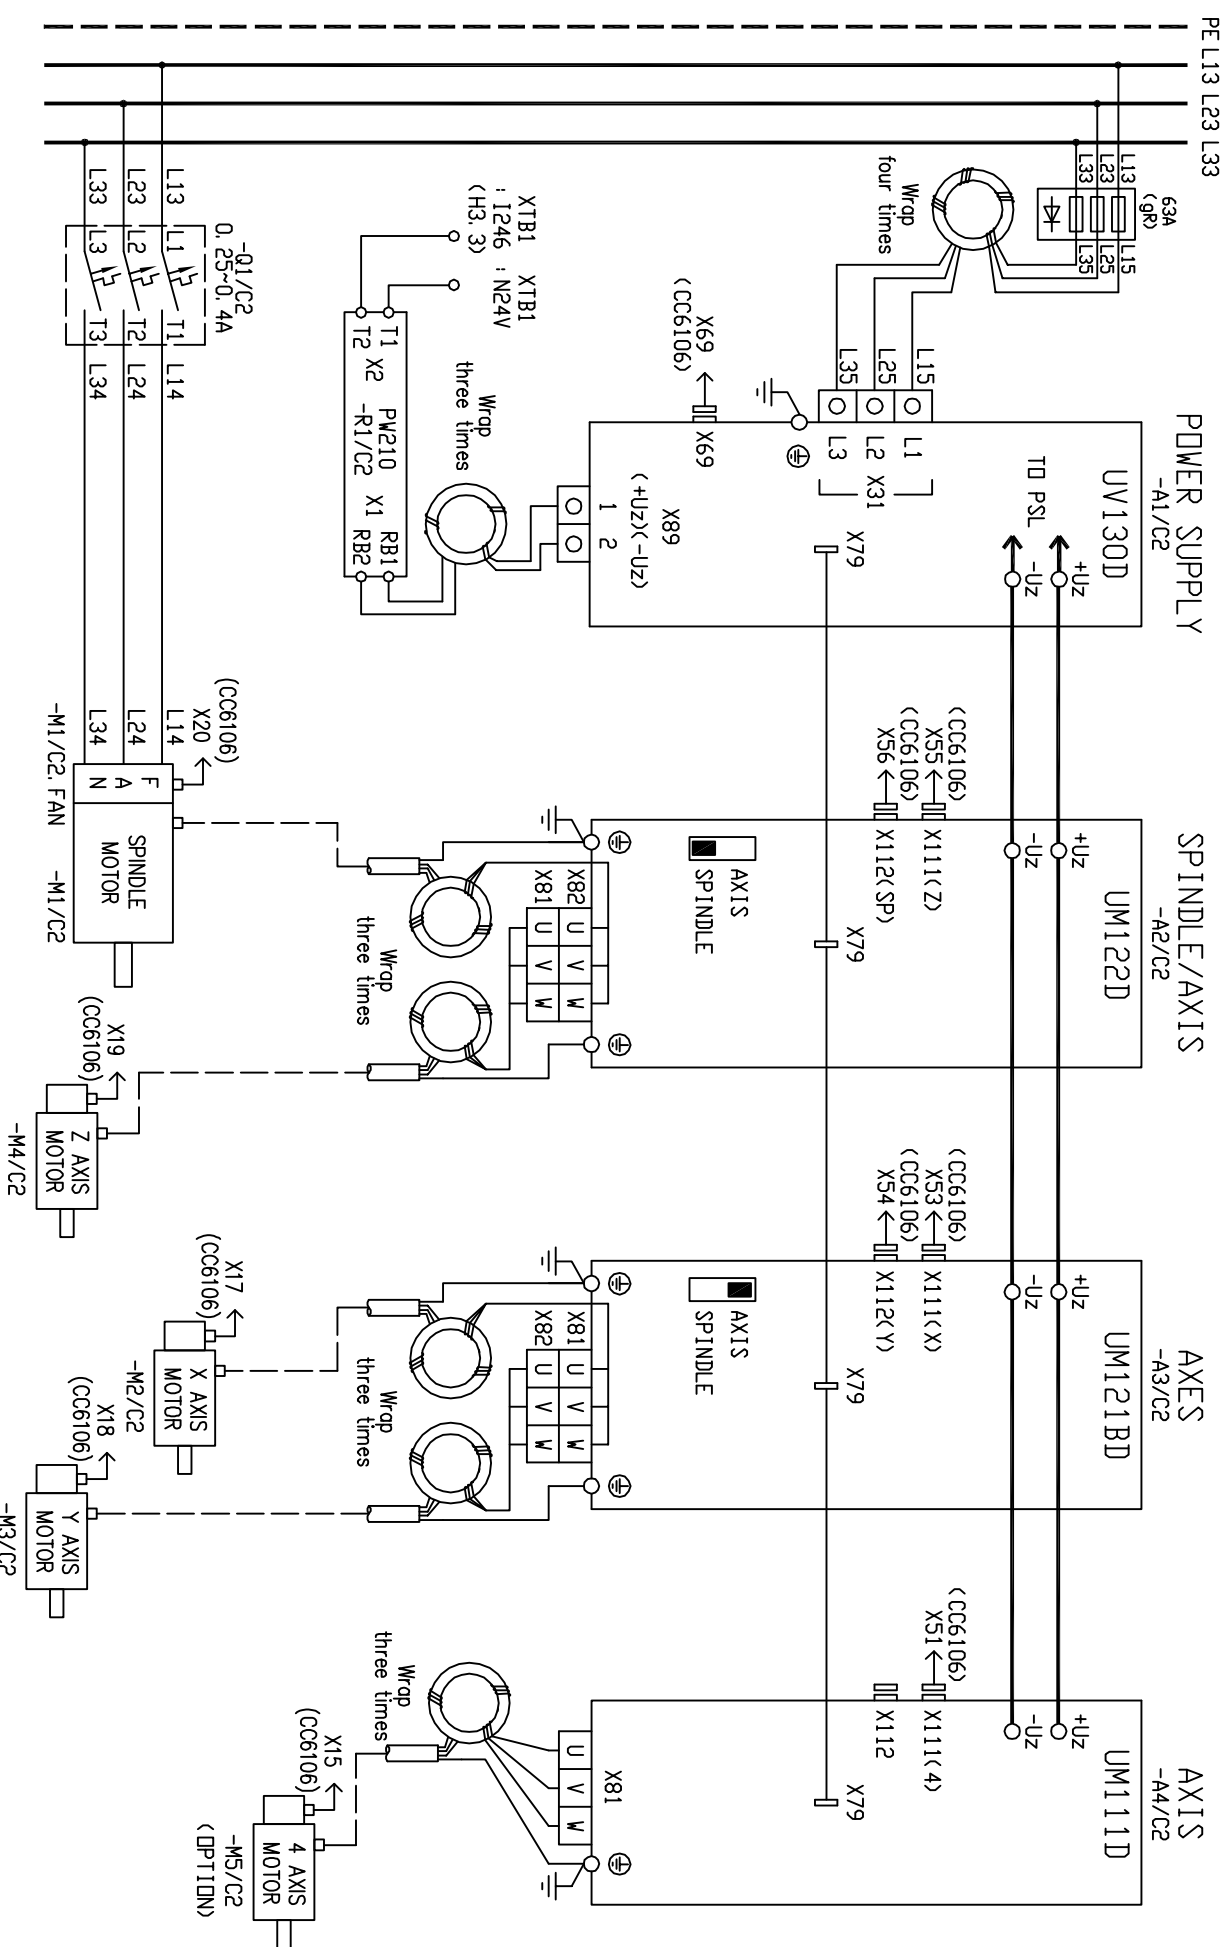 PE L13 L23 L33
L13
L23
L33
63A
(gR)
L15
L25
L35
Wrap
four times
L15
L25
L35
POWER SUPPLY
-A1/C2
UV130D
TO PSL
+Uz
-Uz
L1
L2
L3
X31
X79
X69
(CC6106)
X69
X89
1 2
(+Uz)(-Uz)
XTB1
: I246
(H3. 3)
XTB1
: N24V
T1
T2
X2
PW210
-R1/C2
X1
RB1
RB2
Wrap
three times
L13
L23
L33
-Q1/C2
0. 25~0. 4A
L1
L2
L3
T1
T2
T3
L14
L24
L34
L14
L24
L34
(CC6106)
X20
F
A
N
-M1/C2. FAN
SPINDLE
MOTOR
-M1/C2
SPINDLE/AXIS
-A2/C2
UM122D
+Uz
-Uz
(CC6106)
X55
X111(Z)
(CC6106)
X56
X112(SP)
X79
AXIS
SPINDLE
X82 U V W
X81 U V W
Wrap
three times
X19
(CC6106)
Z AXIS
MOTOR
-M4/C2
AXES
-A3/C2
UM121BD
+Uz
-Uz
(CC6106)
X53
X111(X)
(CC6106)
X54
X112(Y)
X79
AXIS
SPINDLE
X81 U V W
X82 U V W
Wrap
three times
X17
(CC6106)
X AXIS
MOTOR
-M2/C2
X18
(CC6106)
Y AXIS
MOTOR
-M3/C2
AXIS
-A4/C2
UM111D
+Uz
-Uz
(CC6106)
X51
X111(4)
X112
X79
X81
U V W
Wrap
three times
X15
(CC6106)
4 AXIS
MOTOR
-M5/C2
(OPTION)